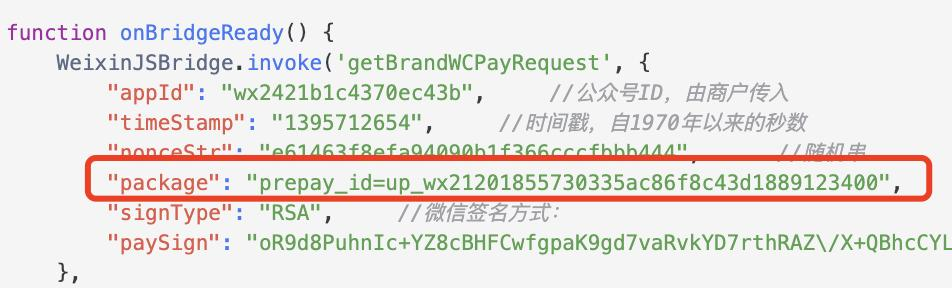 function onBridgeReady() {
WeixinJSBridge.invoke('getBrandWCPayRequest', {
"appId": "wx2421b1c4370ec43b", //公众号ID，由商户传入
"timeStamp": "1395712654", //时间戳，自1970年以来的秒数
"nonceStr": "e61463f8efa94090b1f366cccfbbb444", //随机串
"package": "prepay_id=up_wx21201855730335ac86f8c43d1889123400",
"signType": "RSA", //微信签名方式：
"paySign": "oR9d8PuhnIc+YZ8cBHFCwfgpaK9gd7vaRvkYD7rthRAZ\/X+QBhcCYL
},